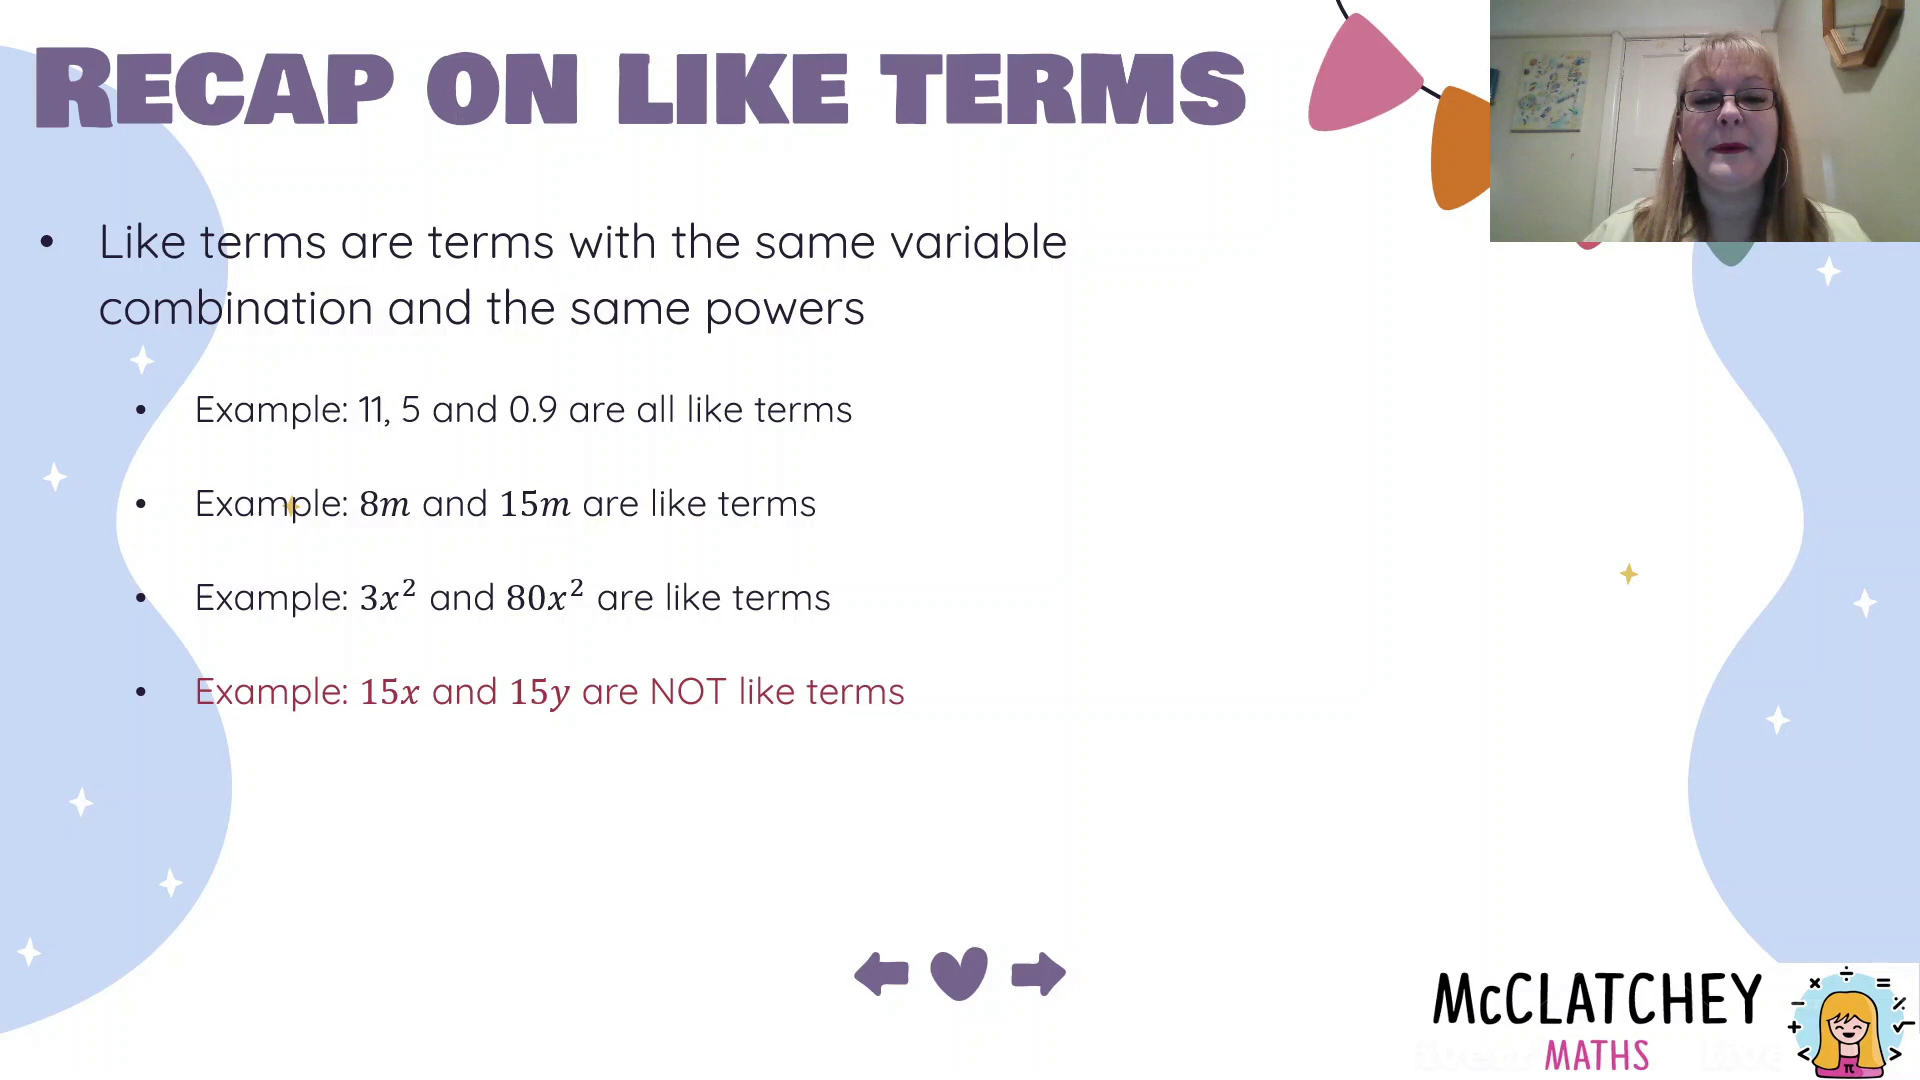 RECAP ON LIKE TERMS
• Like terms are terms with the same variable
combination and the same powers
• Example: 11, 5 and 0.9 are all like terms
• Example: 8m and 15m are like terms
• Example: 3x² and 80x² are like terms
• Example: 15x and 15y are NOT like terms
McCLATCHEY
MATHS